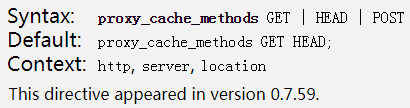 Syntax: proxy_cache_methods GET | HEAD | POST
Default: proxy_cache_methods GET HEAD;
Context: http, server, location
This directive appeared in version 0.7.59.